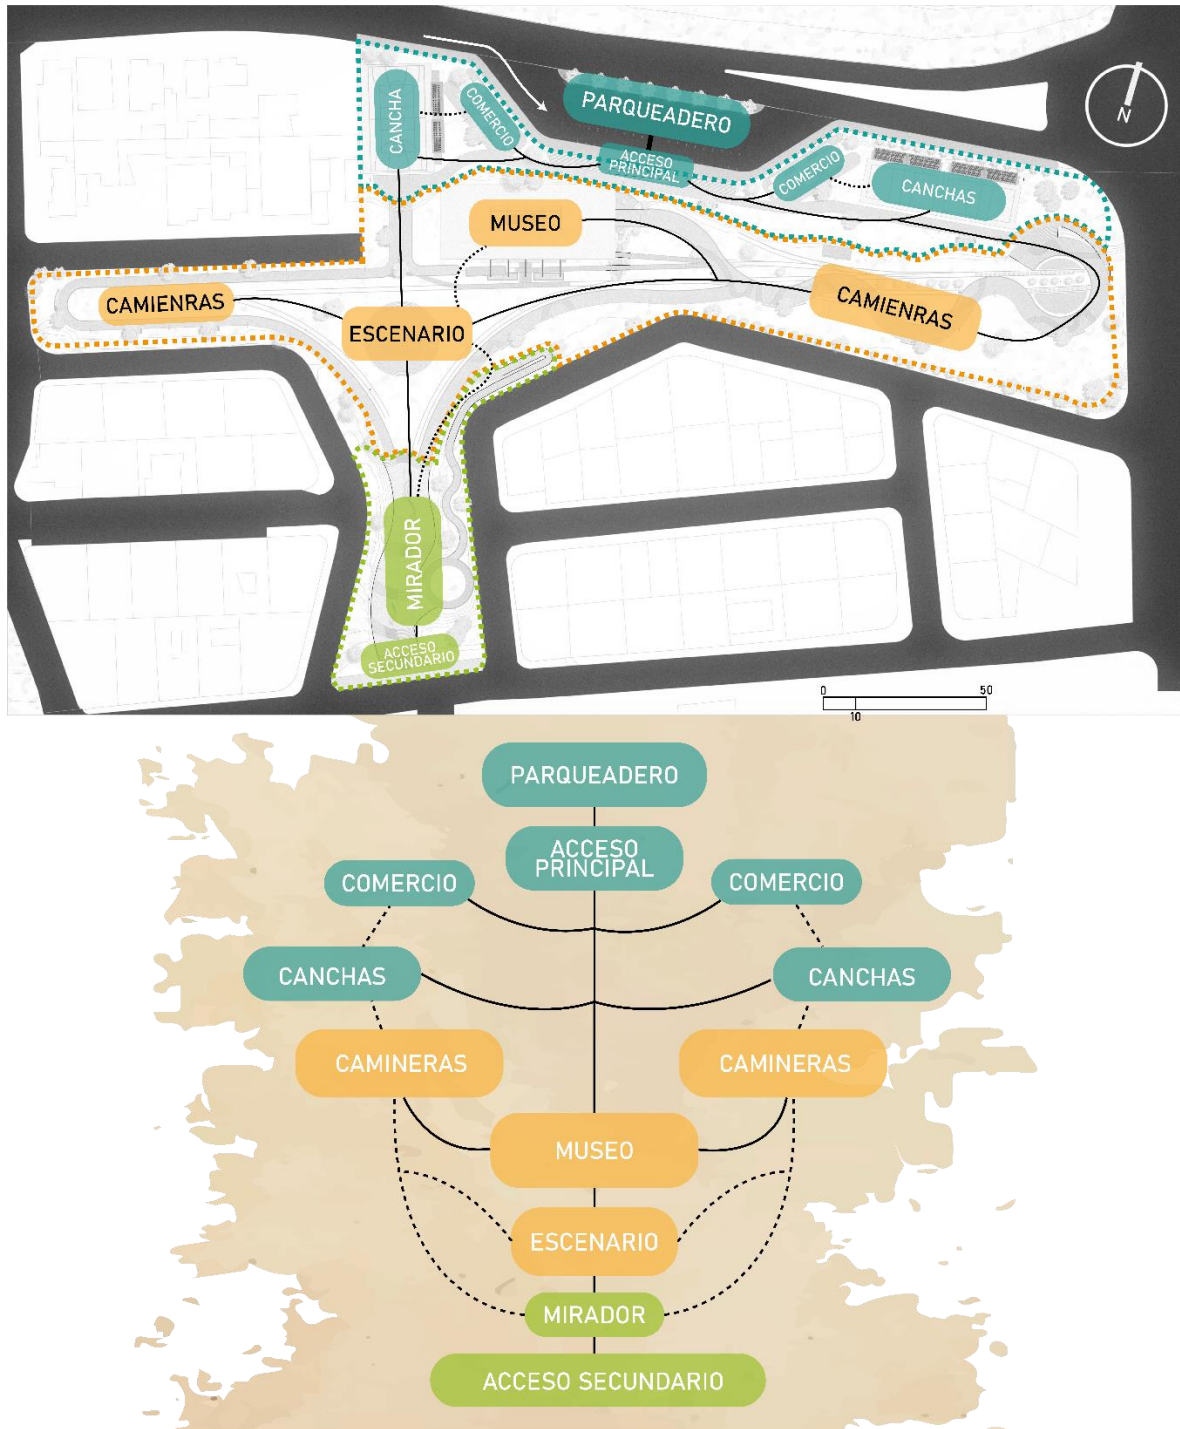 CANCHA
COMERCIO
PARQUEADERO
ACCESO
PRINCIPAL
COMERCIO
CANCHAS
N
MUSEO
CAMIENRAS
ESCENARIO
CAMIENRAS
MIRADOR
ACCESO
SECUNDARIO
0 50
10
PARQUEADERO
ACCESO
PRINCIPAL
COMERCIO
COMERCIO
CANCHAS
CANCHAS
CAMINERAS
CAMINERAS
MUSEO
ESCENARIO
MIRADOR
ACCESO SECUNDARIO